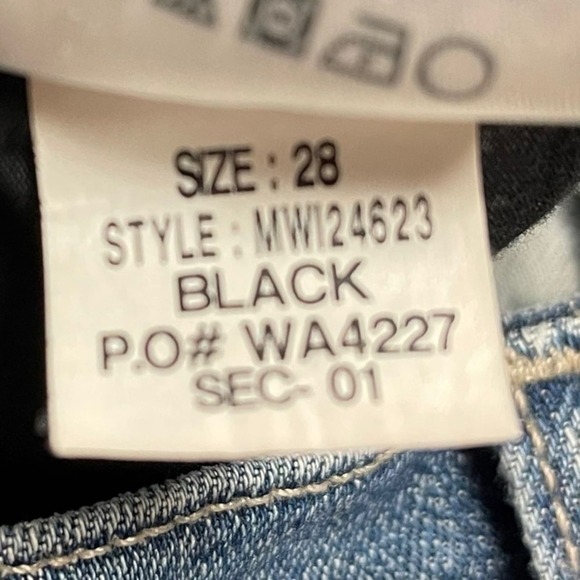 SIZE : 28
STYLE : MWI24623
BLACK
P.O# WA4227
SEC- 01